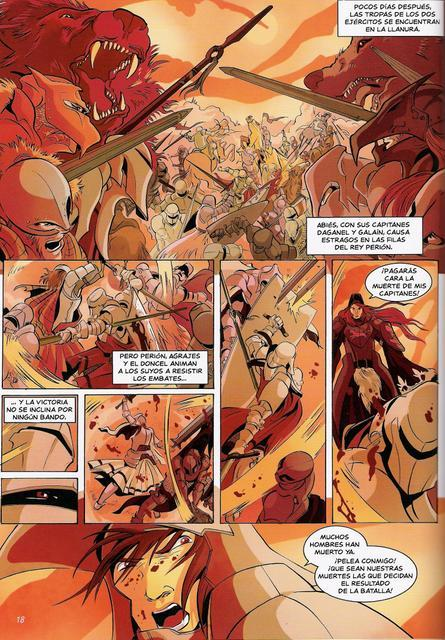 POCOS DÍAS DESPUÉS,
LAS TROPAS DE LOS DOS
EJÉRCITOS SE ENCUENTRAN
EN LA LLANURA.
ABIÉS, CON SUS CAPITANES
DAGANEL Y GALAÍN, CAUSA
ESTRAGOS EN LAS FILAS
DEL REY PERIÓN.
PERO PERIÓN, AGRAJES
Y EL DONCEL ANIMAN
A LOS SUYOS A RESISTIR
LOS EMBATES...
... Y LA VICTORIA
NO SE INCLINA POR
NINGÚN BANDO.
¡PAGARÁS
CARA LA
MUERTE DE MIS
CAPITANES!
MUCHOS
HOMBRES HAN
MUERTO YA.
¡PELEA CONMIGO!
¡QUE SEAN NUESTRAS
MUERTES LAS QUE DECIDAN
EL RESULTADO
DE LA BATALLA!
18